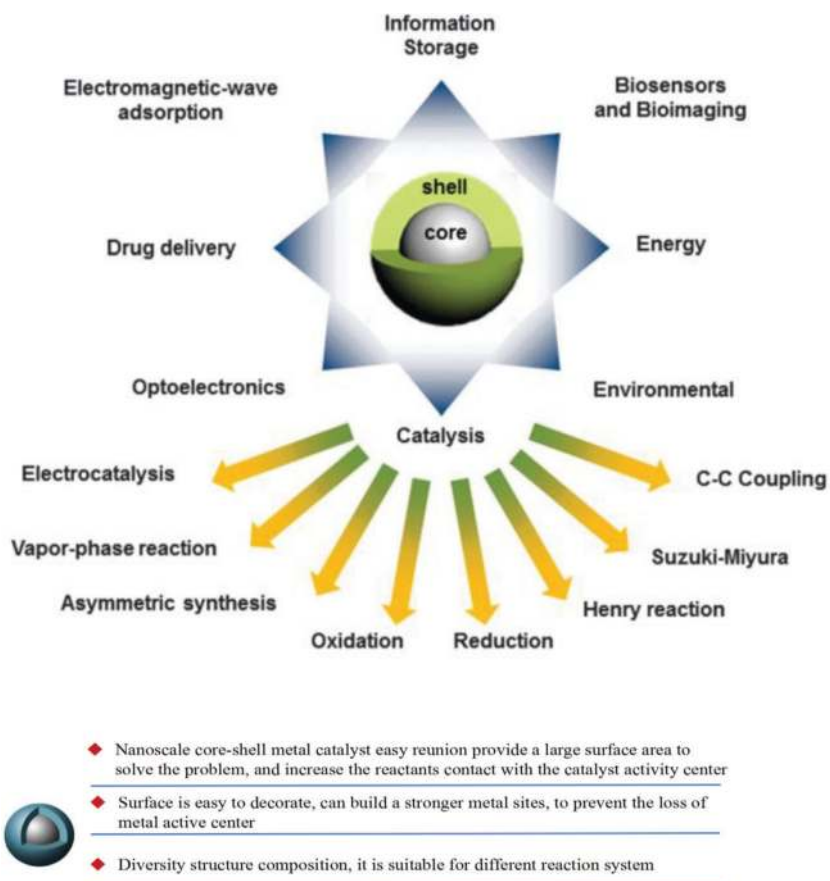 Information
Storage
Electromagnetic-wave
adsorption
Biosensors
and Bioimaging
shell
core
Drug delivery
Energy
Optoelectronics
Environmental
Catalysis
Electrocatalysis
C-C Coupling
Vapor-phase reaction
Suzuki-Miyura
Asymmetric synthesis
Henry reaction
Oxidation
Reduction
Nanoscale core-shell metal catalyst easy reunion provide a large surface area to
solve the problem, and increase the reactants contact with the catalyst activity center
Surface is easy to decorate, can build a stronger metal sites, to prevent the loss of
metal active center
Diversity structure composition, it is suitable for different reaction system